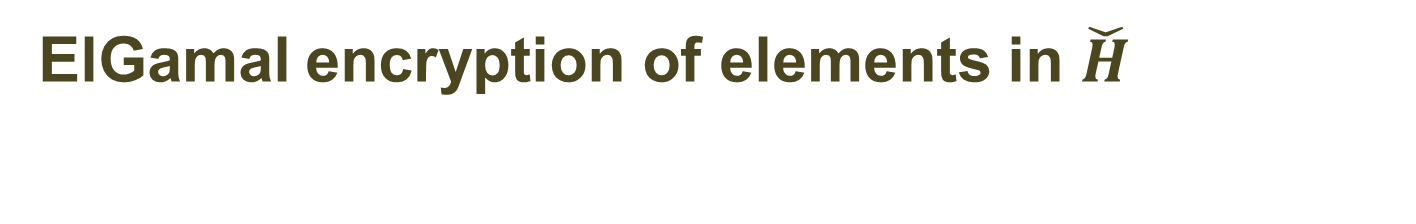 ElGamal encryption of elements in H̆